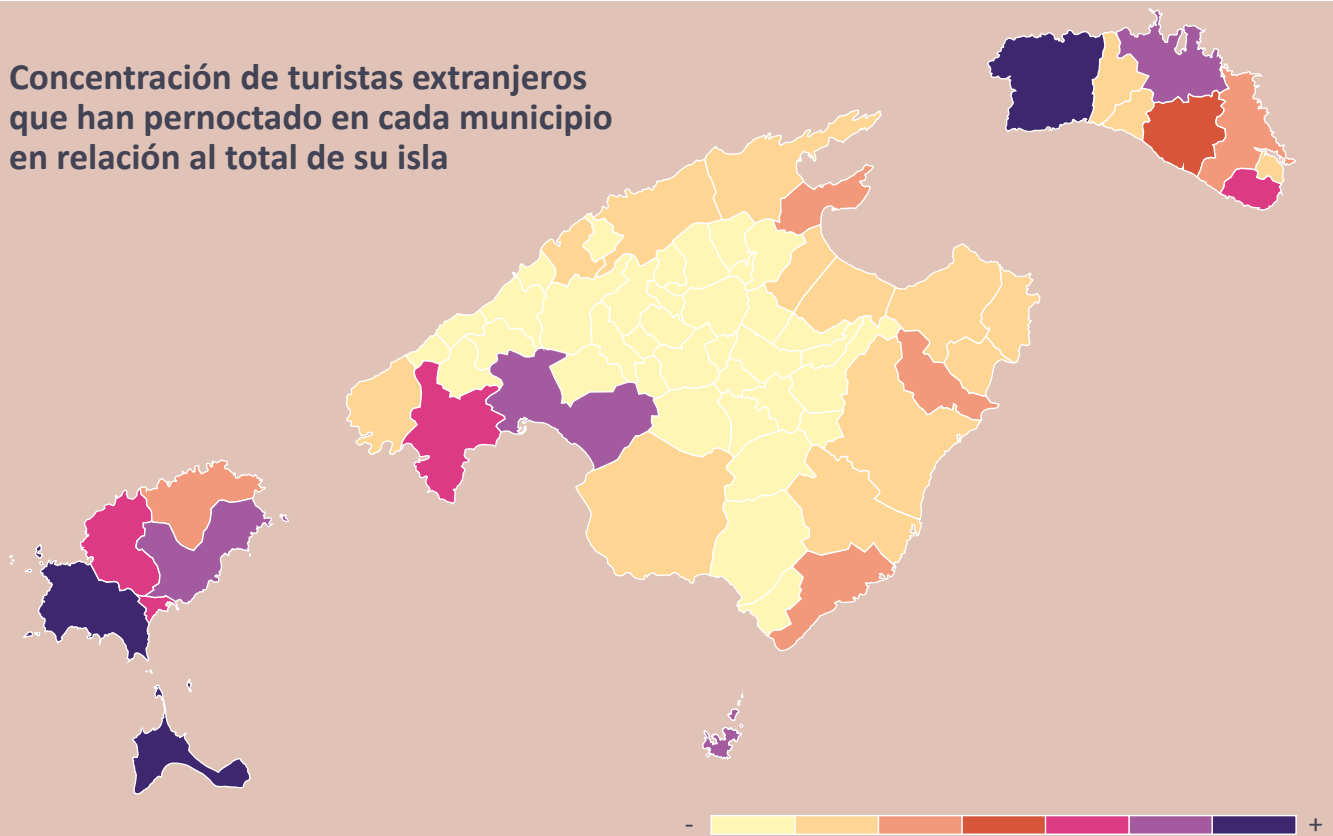 Concentración de turistas extranjeros
que han pernoctado en cada municipio
en relación al total de su isla
- +